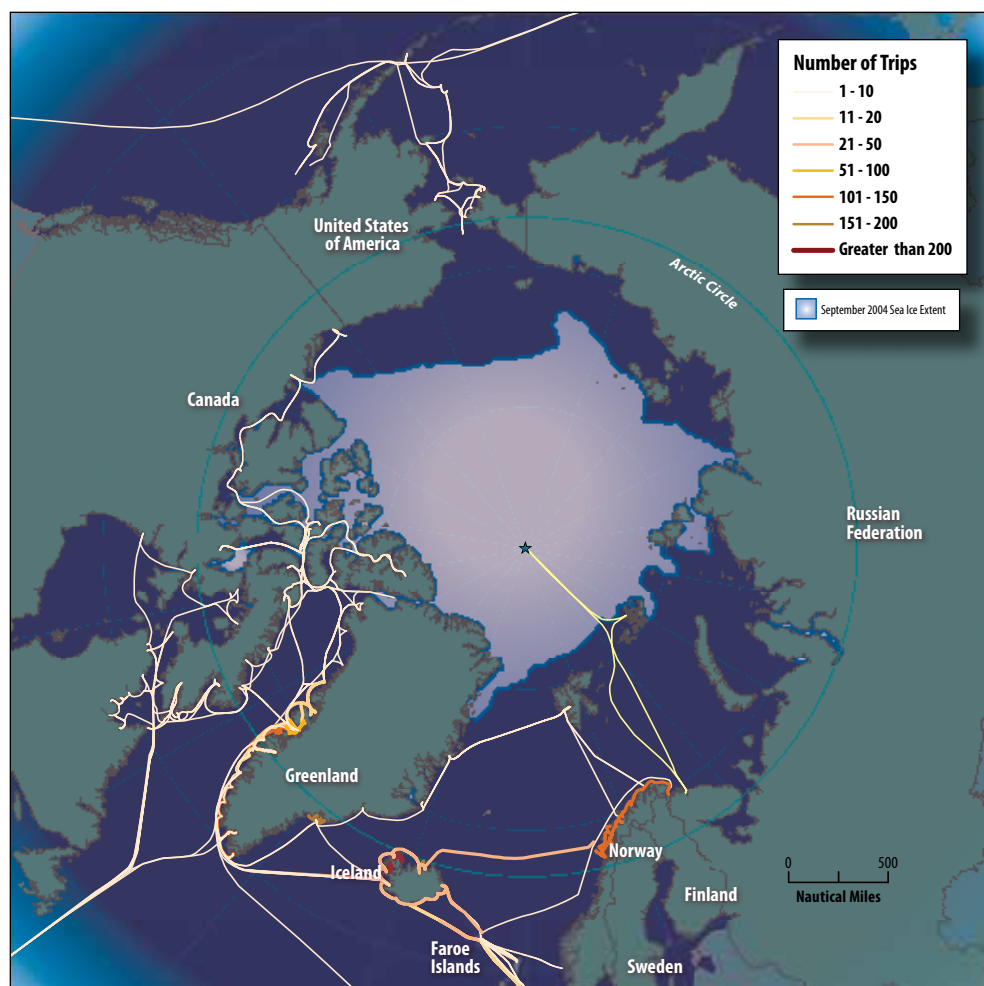 Number of Trips
1 - 10
11 - 20
21 - 50
51 - 100
101 - 150
151 - 200
Greater than 200
September 2004 Sea Ice Extent
United States
of America
Arctic Circle
Canada
Russian
Federation
Greenland
Iceland
Norway
0 500
Nautical Miles
Finland
Faroe
Islands
Sweden